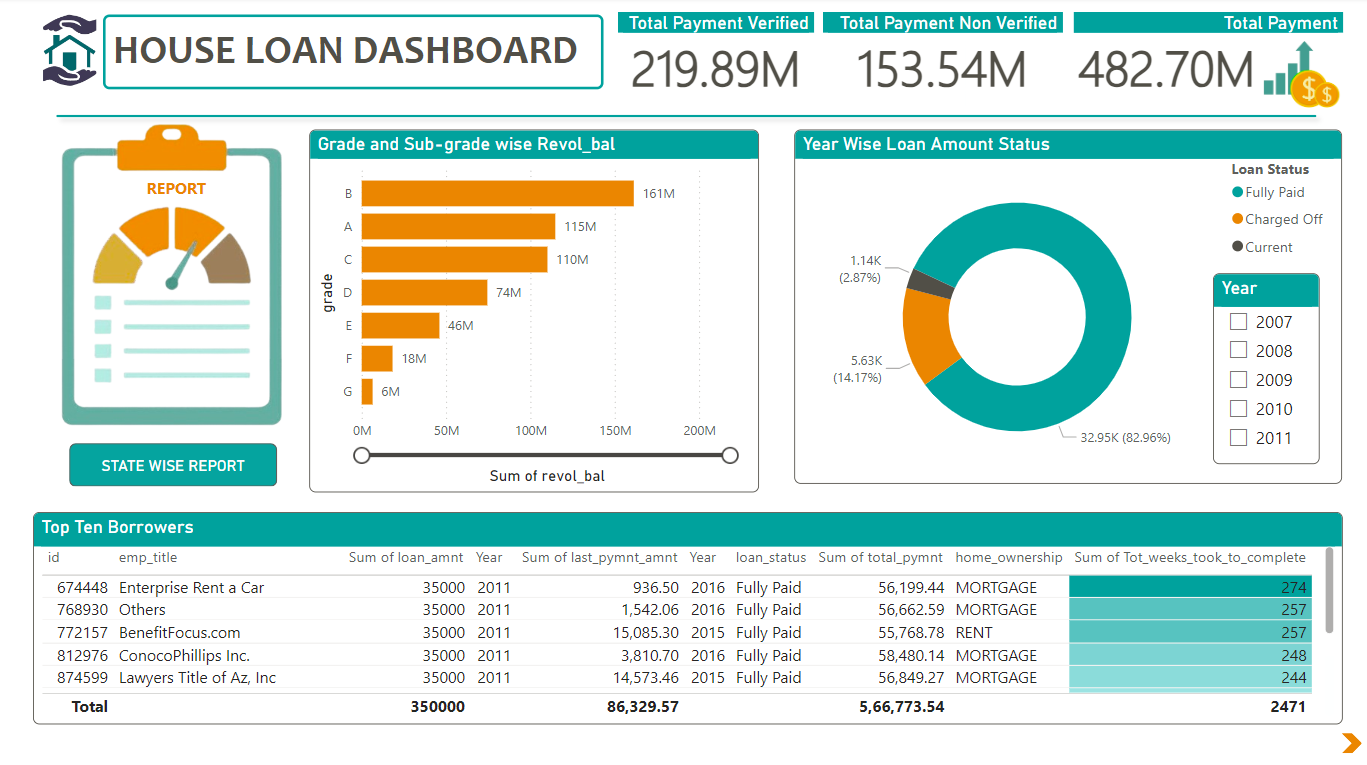 HOUSE LOAN DASHBOARD
Total Payment Verified
219.89M
Total Payment Non Verified
153.54M
Total Payment
482.70M
$ $
REPORT
STATE WISE REPORT
Grade and Sub-grade wise Revol_bal
grade
B 161M
A 115M
C 110M
D 74M
E 46M
F 18M
G 6M
0M 50M 100M 150M 200M
Sum of revol_bal
Year Wise Loan Amount Status
Loan Status
Fully Paid
Charged Off
Current
1.14K
(2.87%)
5.63K
(14.17%)
32.95K (82.96%)
Year
2007
2008
2009
2010
2011
Top Ten Borrowers
id emp_title Sum of loan_amnt Year Sum of last_pymnt_amnt Year loan_status Sum of total_pymnt home_ownership Sum of Tot_weeks_took_to_complete
674448 Enterprise Rent a Car 35000 2011 936.50 2016 Fully Paid 56,199.44 MORTGAGE 274
768930 Others 35000 2011 1,542.06 2016 Fully Paid 56,662.59 MORTGAGE 257
772157 BenefitFocus.com 35000 2011 15,085.30 2015 Fully Paid 55,768.78 RENT 257
812976 ConocoPhillips Inc. 35000 2011 3,810.70 2016 Fully Paid 58,480.14 MORTGAGE 248
874599 Lawyers Title of Az, Inc 35000 2011 14,573.46 2015 Fully Paid 56,849.27 MORTGAGE 244
Total 350000 86,329.57 5,66,773.54 2471